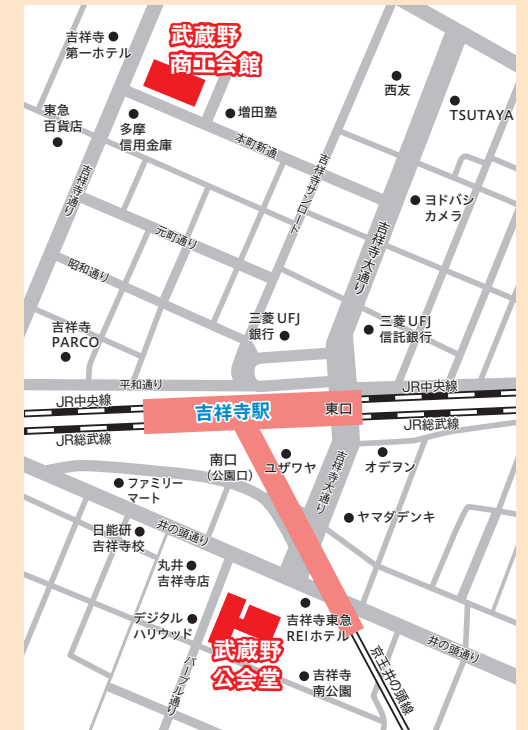 吉祥寺
第一ホテル
武蔵野
商工会館
西友
TSUTAYA
東急
百貨店
多摩
信用金庫
増田塾
本町新道
吉祥寺サンロード
吉祥寺通り
ヨドバシ
カメラ
元町通り
吉祥寺大通り
昭和通り
吉祥寺
PARCO
三菱UFJ
銀行
三菱UFJ
信託銀行
平和通り
JR中央線
吉祥寺駅
東口
JR中央線
JR総武線
JR総武線
南口
(公園口)
ユザワヤ
吉祥寺大通り
オデヲン
ファミリー
マート
ヤマダデンキ
日能研
吉祥寺校
井の頭通り
丸井
吉祥寺店
デジタル
ハリウッド
吉祥寺東急
REIホテル
武蔵野
公会堂
井の頭通り
京王井の頭線
吉祥寺
南公園
パープル通り